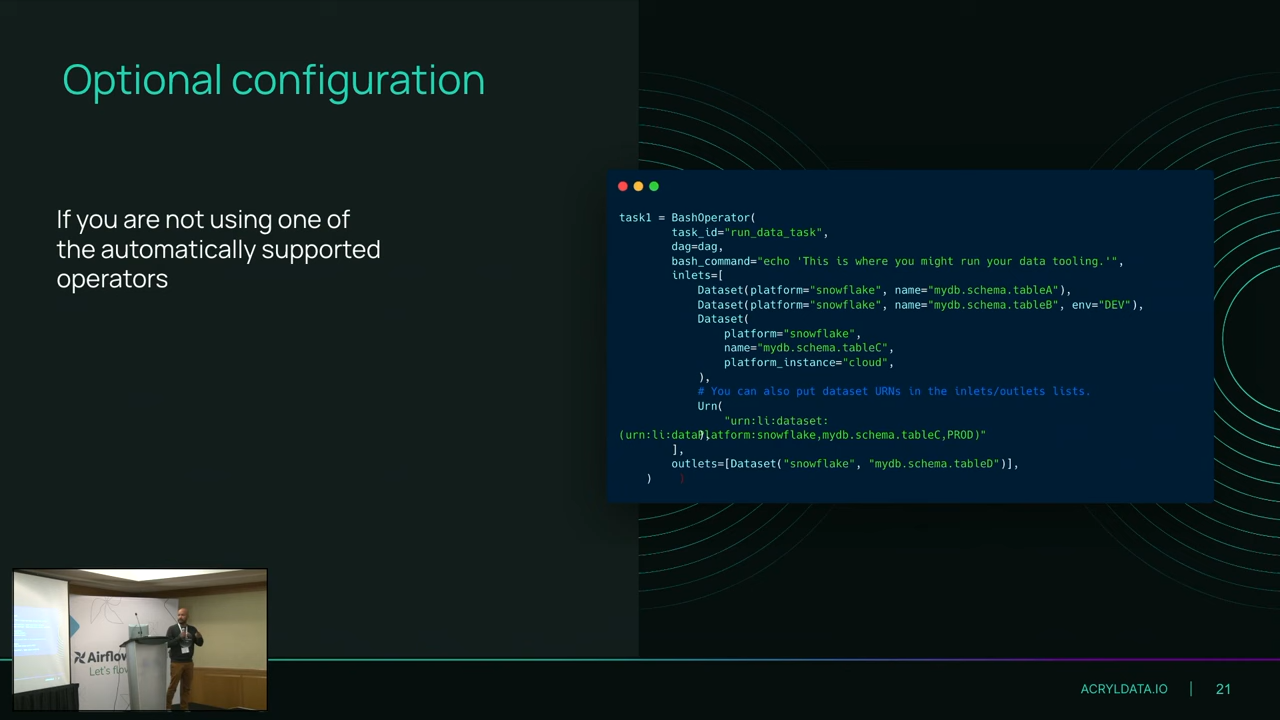 Optional configuration
If you are not using one of
the automatically supported
operators
task1 = BashOperator(
task_id="run_data_task",
dag=dag,
bash_command="echo 'This is where you might run your data tooling.'",
inlets=[
Dataset(platform="snowflake", name="mydb.schema.tableA"),
Dataset(platform="snowflake", name="mydb.schema.tableB", env="DEV"),
Dataset(
platform="snowflake",
name="mydb.schema.tableC",
platform_instance="cloud",
),
# You can also put dataset URNs in the inlets/outlets lists.
Urn(
"urn:li:dataset:
(urn:li:dataPlatform:snowflake,mydb.schema.tableC,PROD)"
),
],
outlets=[Dataset("snowflake", "mydb.schema.tableD")],
) )
Airflow
Let's flow
ACRYLDATA.IO | 21